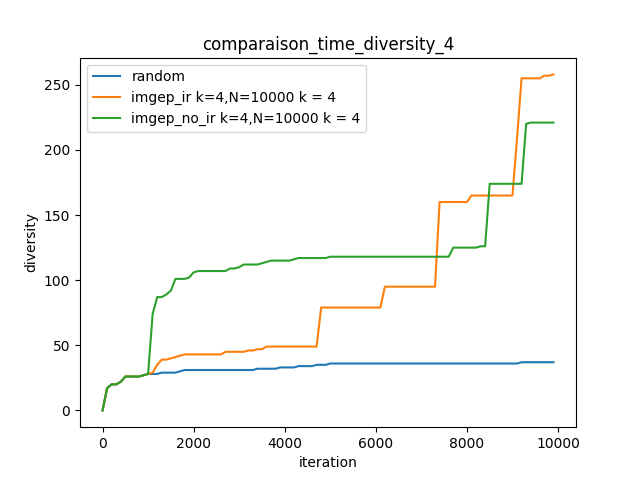 comparaison_time_diversity_4
random
imgep_ir k=4,N=10000 k = 4
imgep_no_ir k=4,N=10000 k = 4
250
200
150
100
50
0
diversity
0 2000 4000 6000 8000 10000
iteration